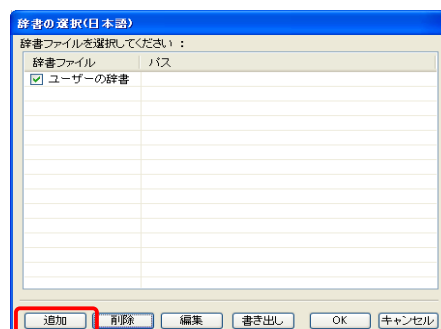 辞書の選択(日本語)
辞書ファイルを選択してください：
辞書ファイル パス
ユーザーの辞書
追加 削除 編集 書き出し OK キャンセル